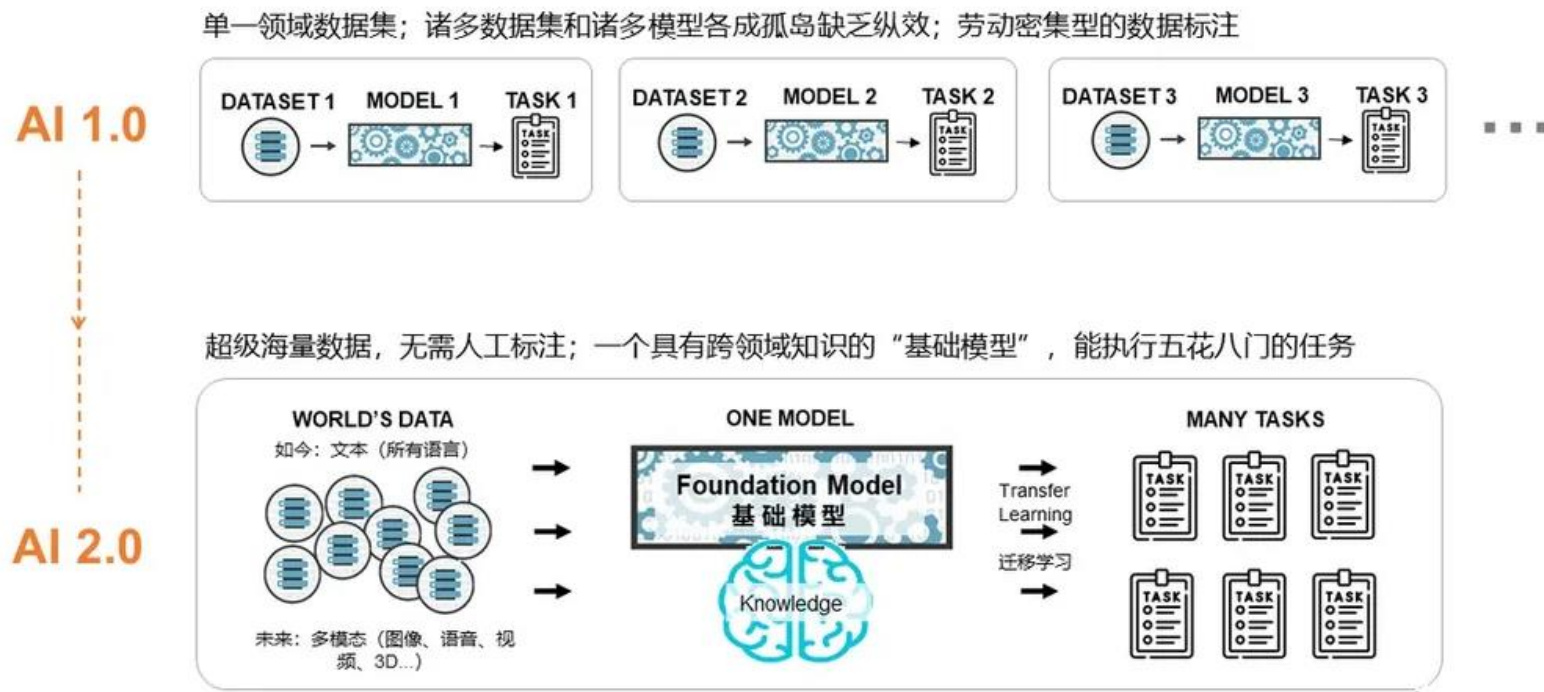 单一领域数据集；诸多数据集和诸多模型各成孤岛缺乏纵效；劳动密集型的数据标注
AI 1.0
DATASET 1 MODEL 1 TASK 1
TASK
DATASET 2 MODEL 2 TASK 2
TASK
DATASET 3 MODEL 3 TASK 3
TASK
超级海量数据，无需人工标注；一个具有跨领域知识的“基础模型”，能执行五花八门的任务
AI 2.0
WORLD'S DATA
如今：文本（所有语言）
未来：多模态（图像、语音、视
频、3D...）
ONE MODEL
Foundation Model
基础模型
Knowledge
Transfer
Learning
迁移学习
MANY TASKS
TASK TASK TASK
TASK TASK TASK